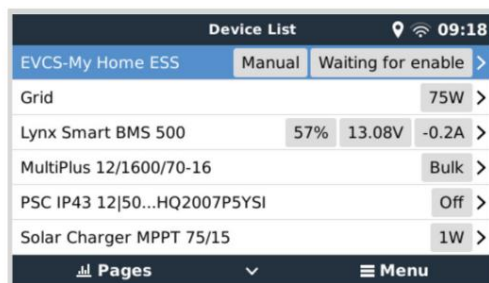 Device List 09:18
EVCS-My Home ESS Manual Waiting for enable >
Grid 75W >
Lynx Smart BMS 500 57% 13.08V -0.2A >
MultiPlus 12/1600/70-16 Bulk >
PSC IP43 12|50...HQ2007P5YSI Off >
Solar Charger MPPT 75/15 1W >
Pages Menu